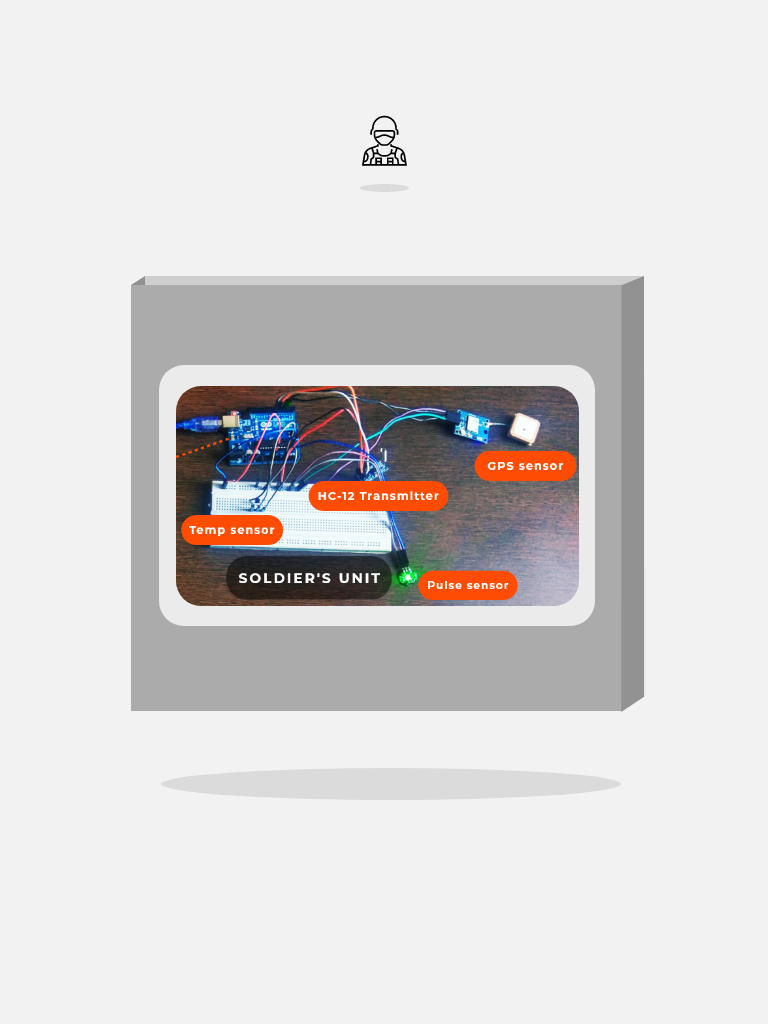 GPS sensor
HC-12 Transmitter
Temp sensor
SOLDIER'S UNIT
Pulse sensor